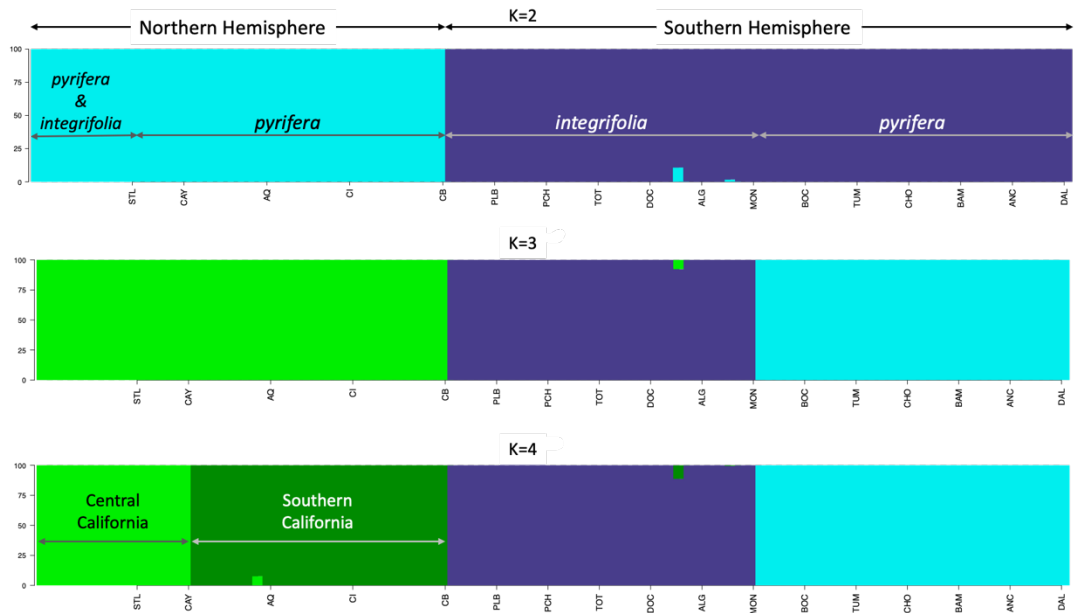 Northern Hemisphere
K=2
Southern Hemisphere
100
75
50
25
0
pyrifera
&
integrifolia
pyrifera
integrifolia
pyrifera
STL CAY AQ CI CB PLB PCH TOT DOC ALG MON BOC TUM CHO BAM ANC DAL
K=3
100
75
50
25
0
STL CAY AQ CI CB PLB PCH TOT DOC ALG MON BOC TUM CHO BAM ANC DAL
K=4
100
75
50
25
0
Central
California
Southern
California
STL CAY AQ CI CB PLB PCH TOT DOC ALG MON BOC TUM CHO BAM ANC DAL